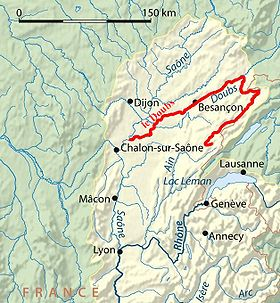 0
150 km
Saône
Doubs
Dijon
le Doubs
Besançon
Chalon-sur-Saône
Ain
Lausanne
Lac Léman
Mâcon
Saône
Genève
Rhône
Annecy
Lyon
FRANCE
Isère
Arc